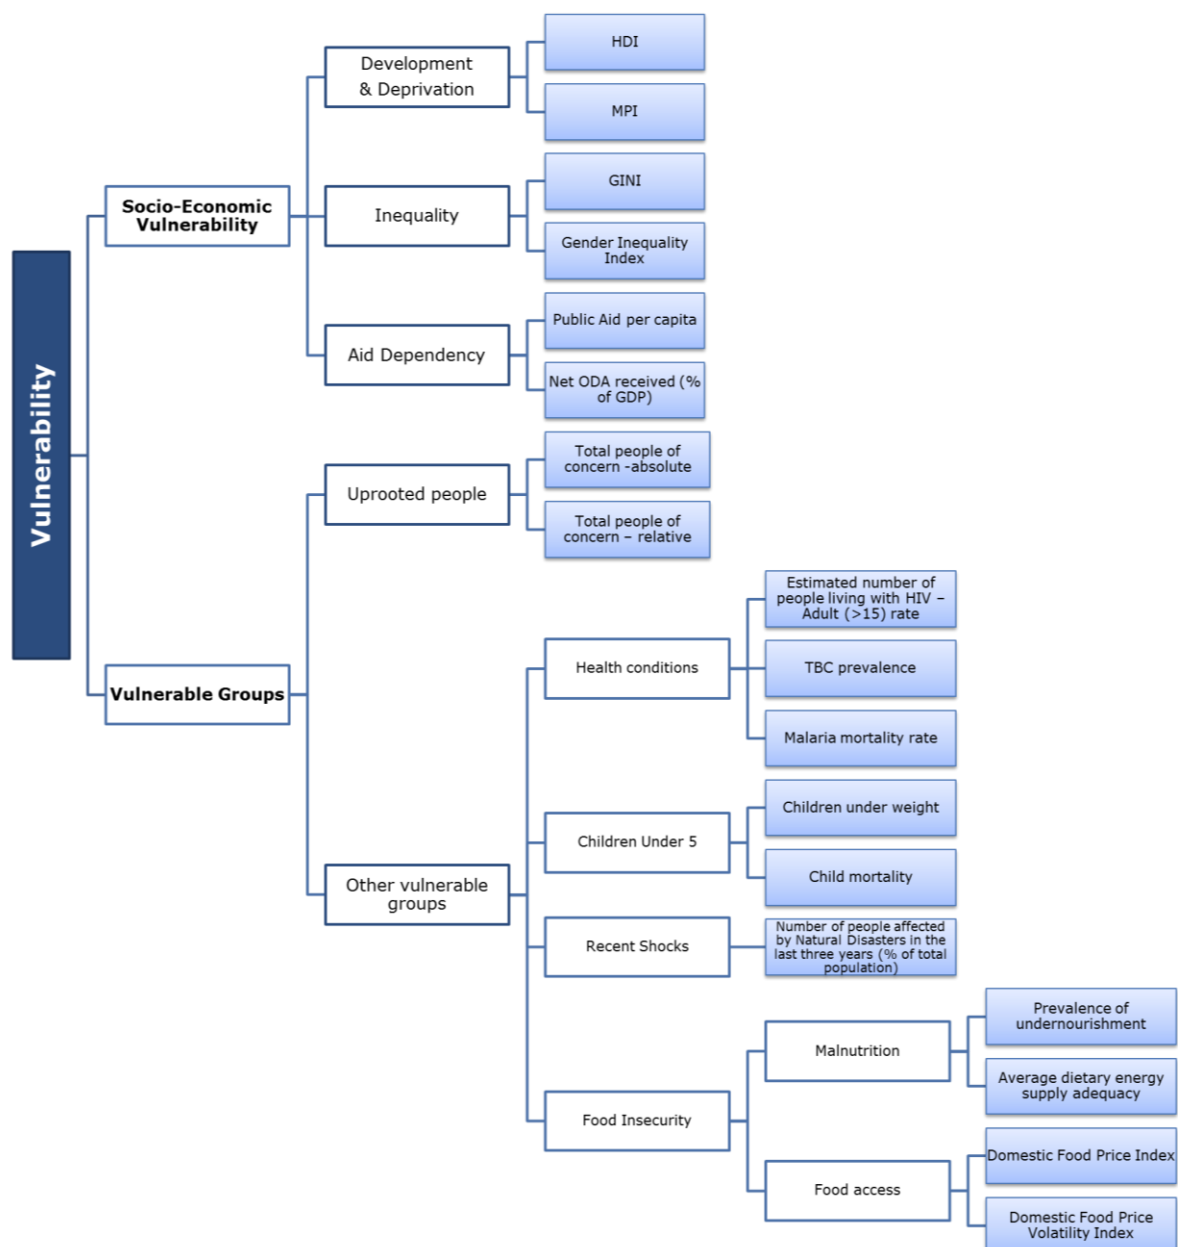 Vulnerability
Socio-Economic
Vulnerability
Development
& Deprivation
HDI
MPI
Inequality
GINI
Gender Inequality
Index
Aid Dependency
Public Aid per capita
Net ODA received (%
of GDP)
Vulnerable Groups
Uprooted people
Total people of
concern -absolute
Total people of
concern – relative
Other vulnerable
groups
Health conditions
Estimated number of
people living with HIV –
Adult (>15) rate
TBC prevalence
Malaria mortality rate
Children Under 5
Children under weight
Child mortality
Recent Shocks
Number of people affected
by Natural Disasters in the
last three years (% of total
population)
Food Insecurity
Malnutrition
Prevalence of
undernourishment
Average dietary energy
supply adequacy
Food access
Domestic Food Price Index
Domestic Food Price
Volatility Index